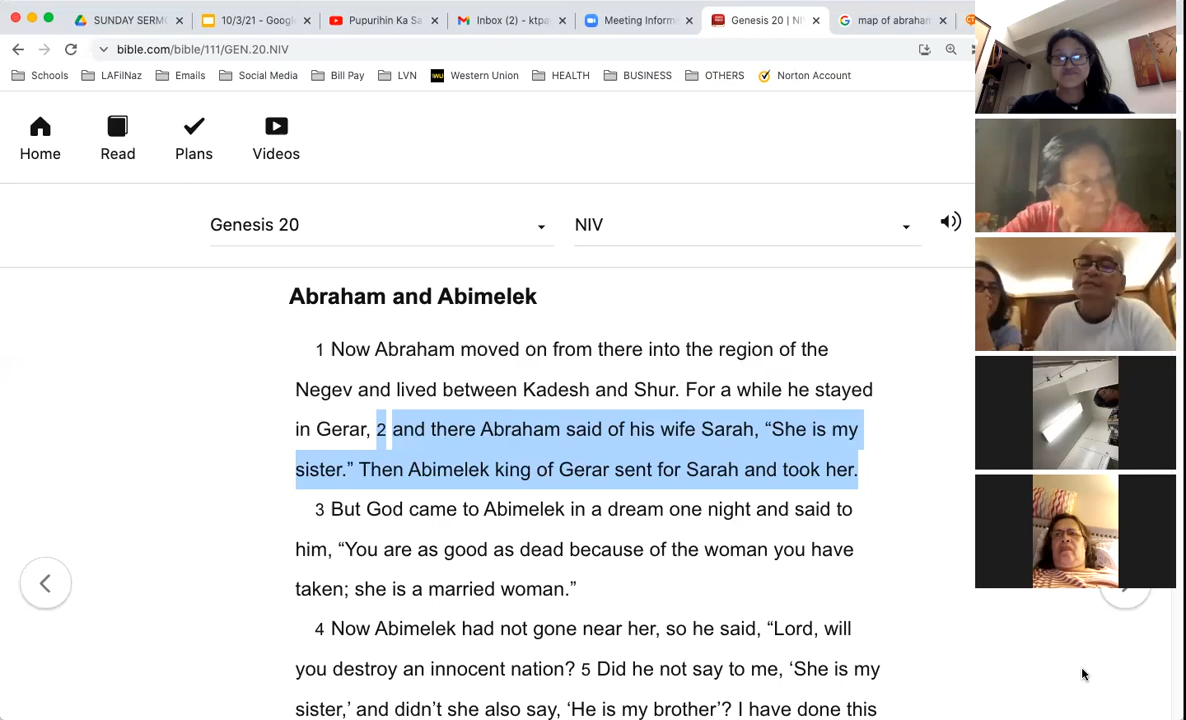 SUNDAY SERM
10/3/21 - Googl
Pupurihin Ka Sa
Inbox (2) - ktpa
Meeting Inform
Genesis 20 | NI
map of abraham
bible.com/bible/111/GEN.20.NIV
Schools LAFilNaz Emails Social Media Bill Pay LVN WU Western Union HEALTH BUSINESS OTHERS Norton Account
Home Read Plans Videos
Genesis 20 NIV
Abraham and Abimelek
1 Now Abraham moved on from there into the region of the
Negev and lived between Kadesh and Shur. For a while he stayed
in Gerar, 2 and there Abraham said of his wife Sarah, “She is my
sister.” Then Abimelek king of Gerar sent for Sarah and took her.
3 But God came to Abimelek in a dream one night and said to
him, “You are as good as dead because of the woman you have
taken; she is a married woman.”
4 Now Abimelek had not gone near her, so he said, “Lord, will
you destroy an innocent nation? 5 Did he not say to me, ‘She is my
sister,’ and didn’t she also say, ‘He is my brother’? I have done this